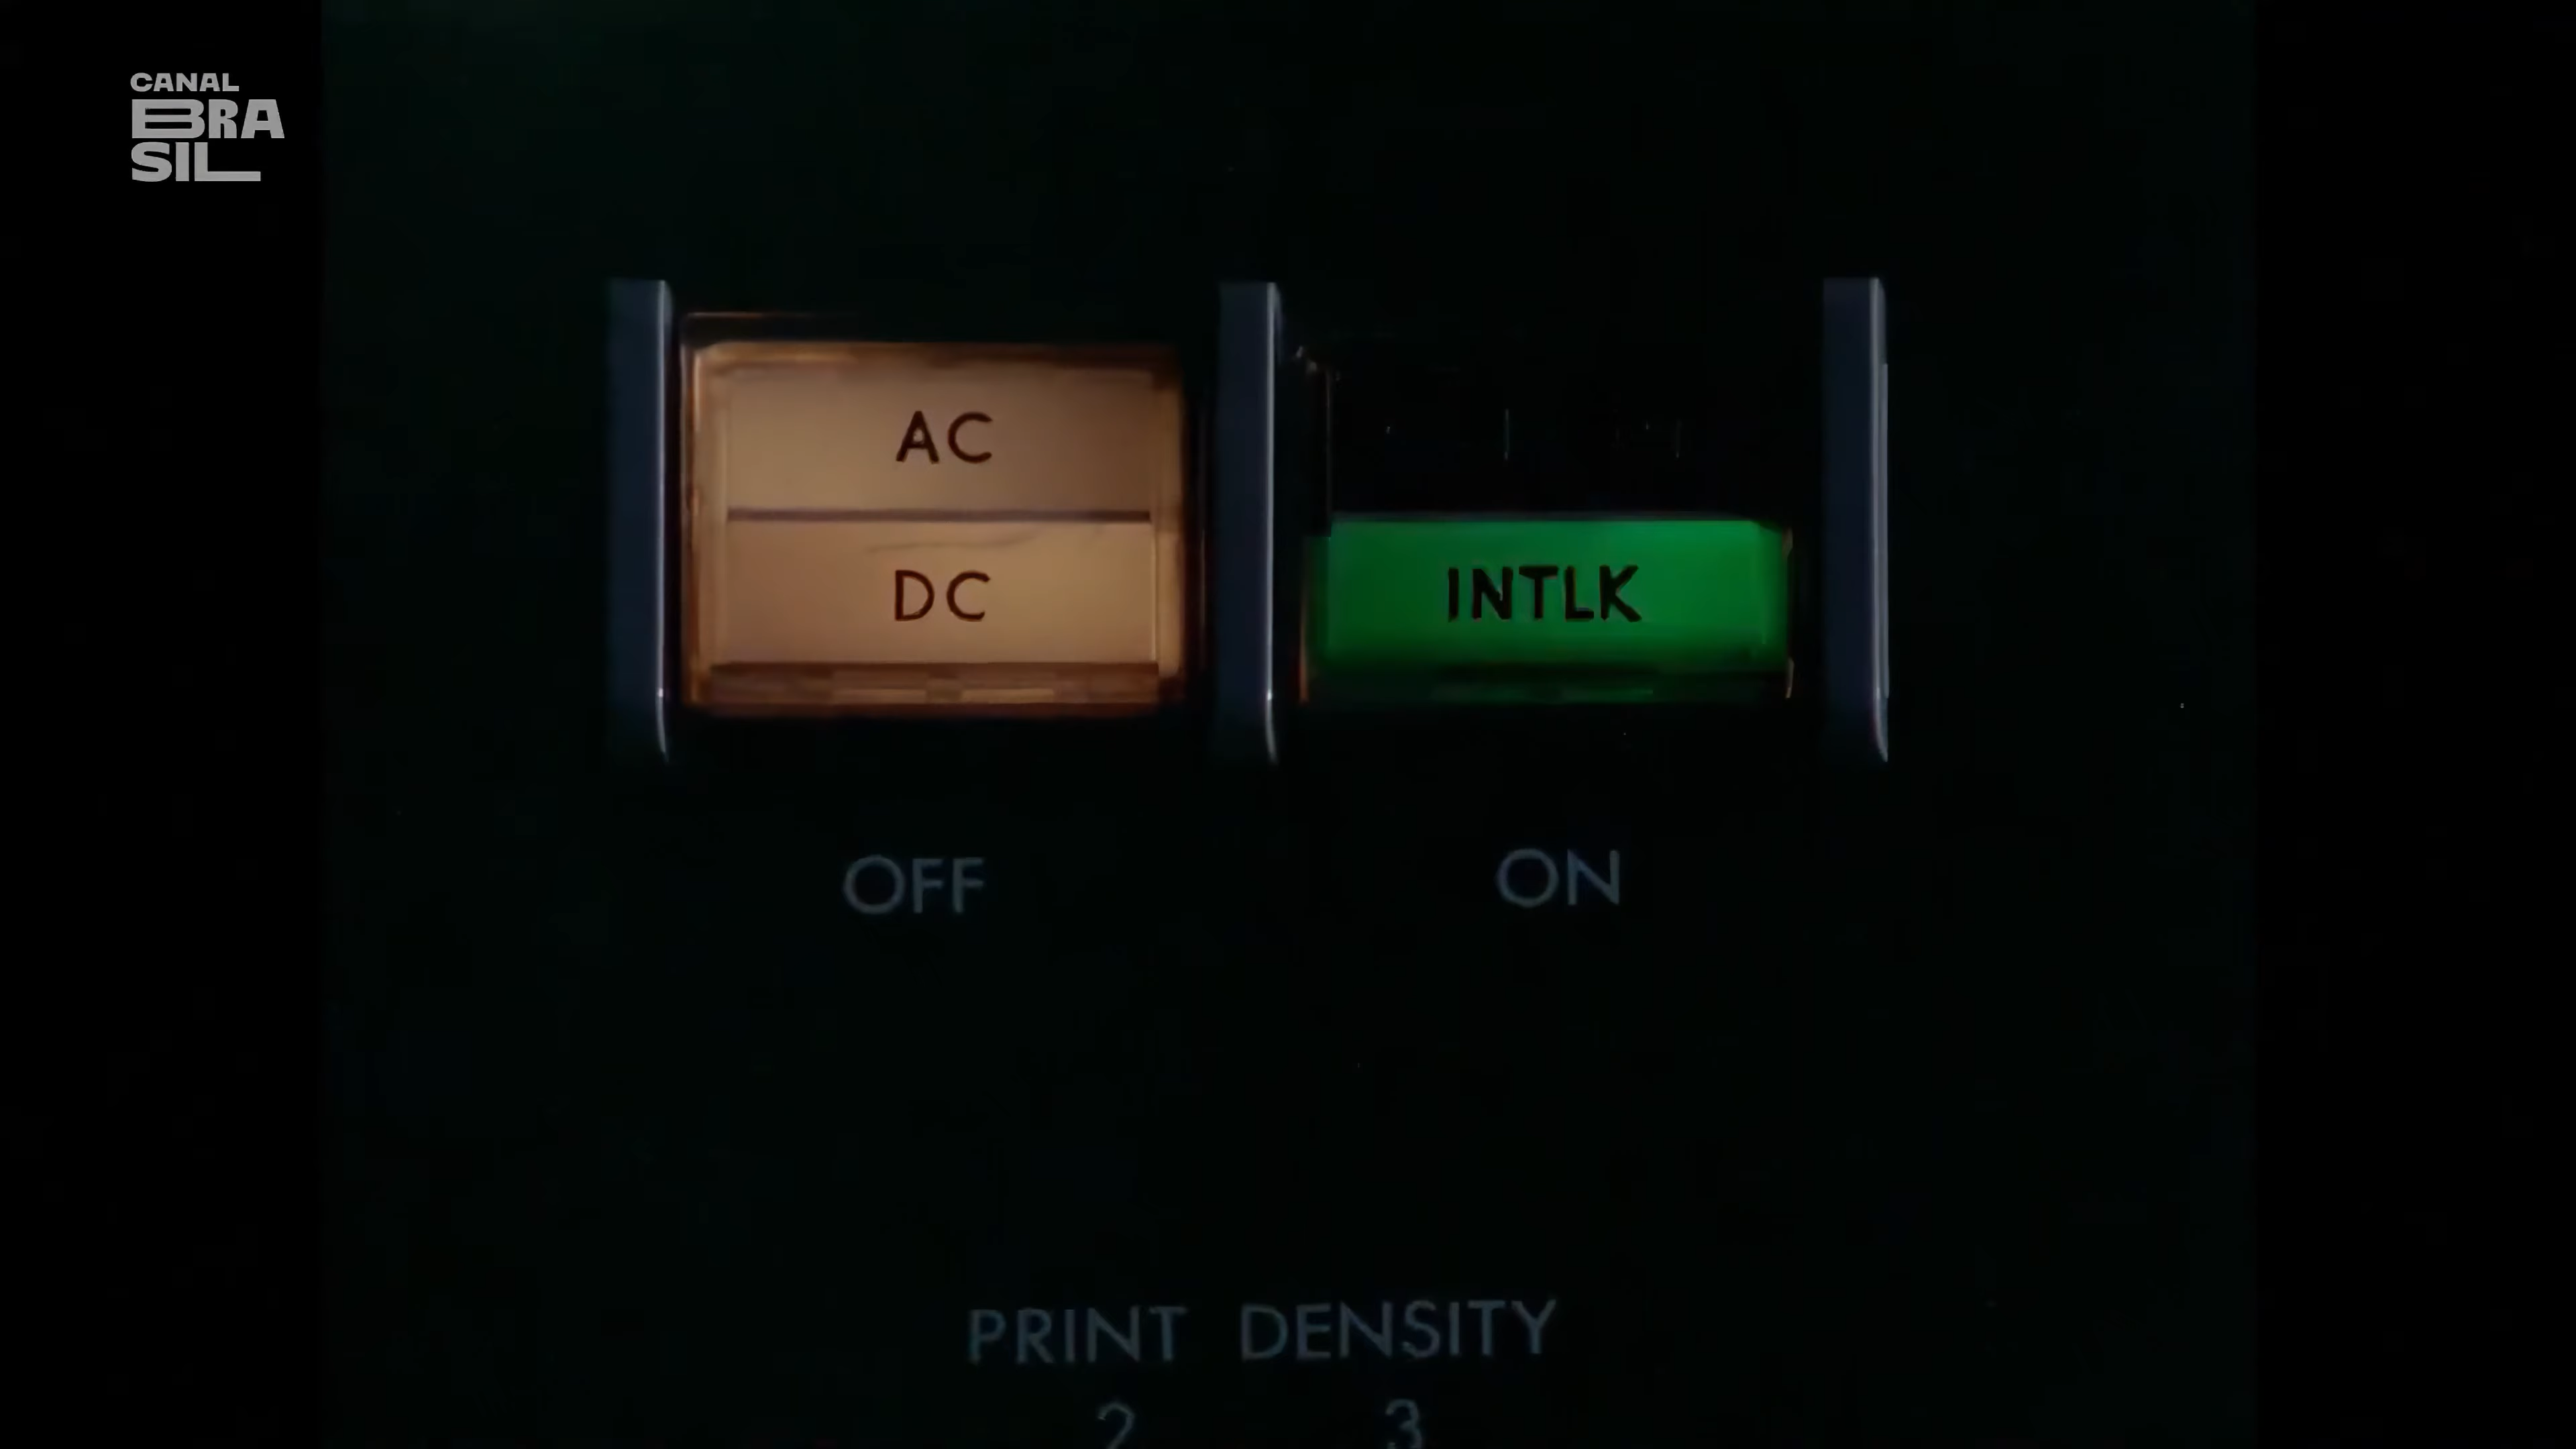 CANAL
BRA
SIL
AC
DC
INTLK
OFF
ON
PRINT DENSITY
2 3